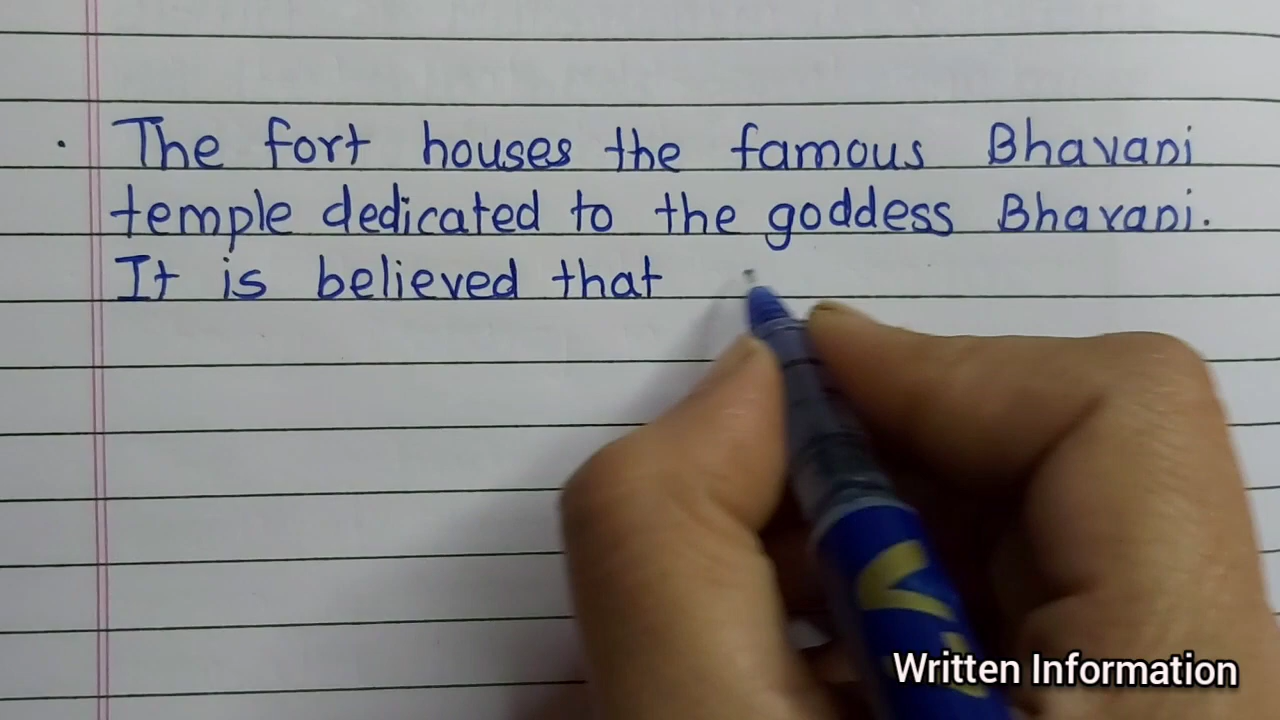 . The fort houses the famous Bhavani
temple dedicated to the goddess Bhavani.
It is believed that
Written Information